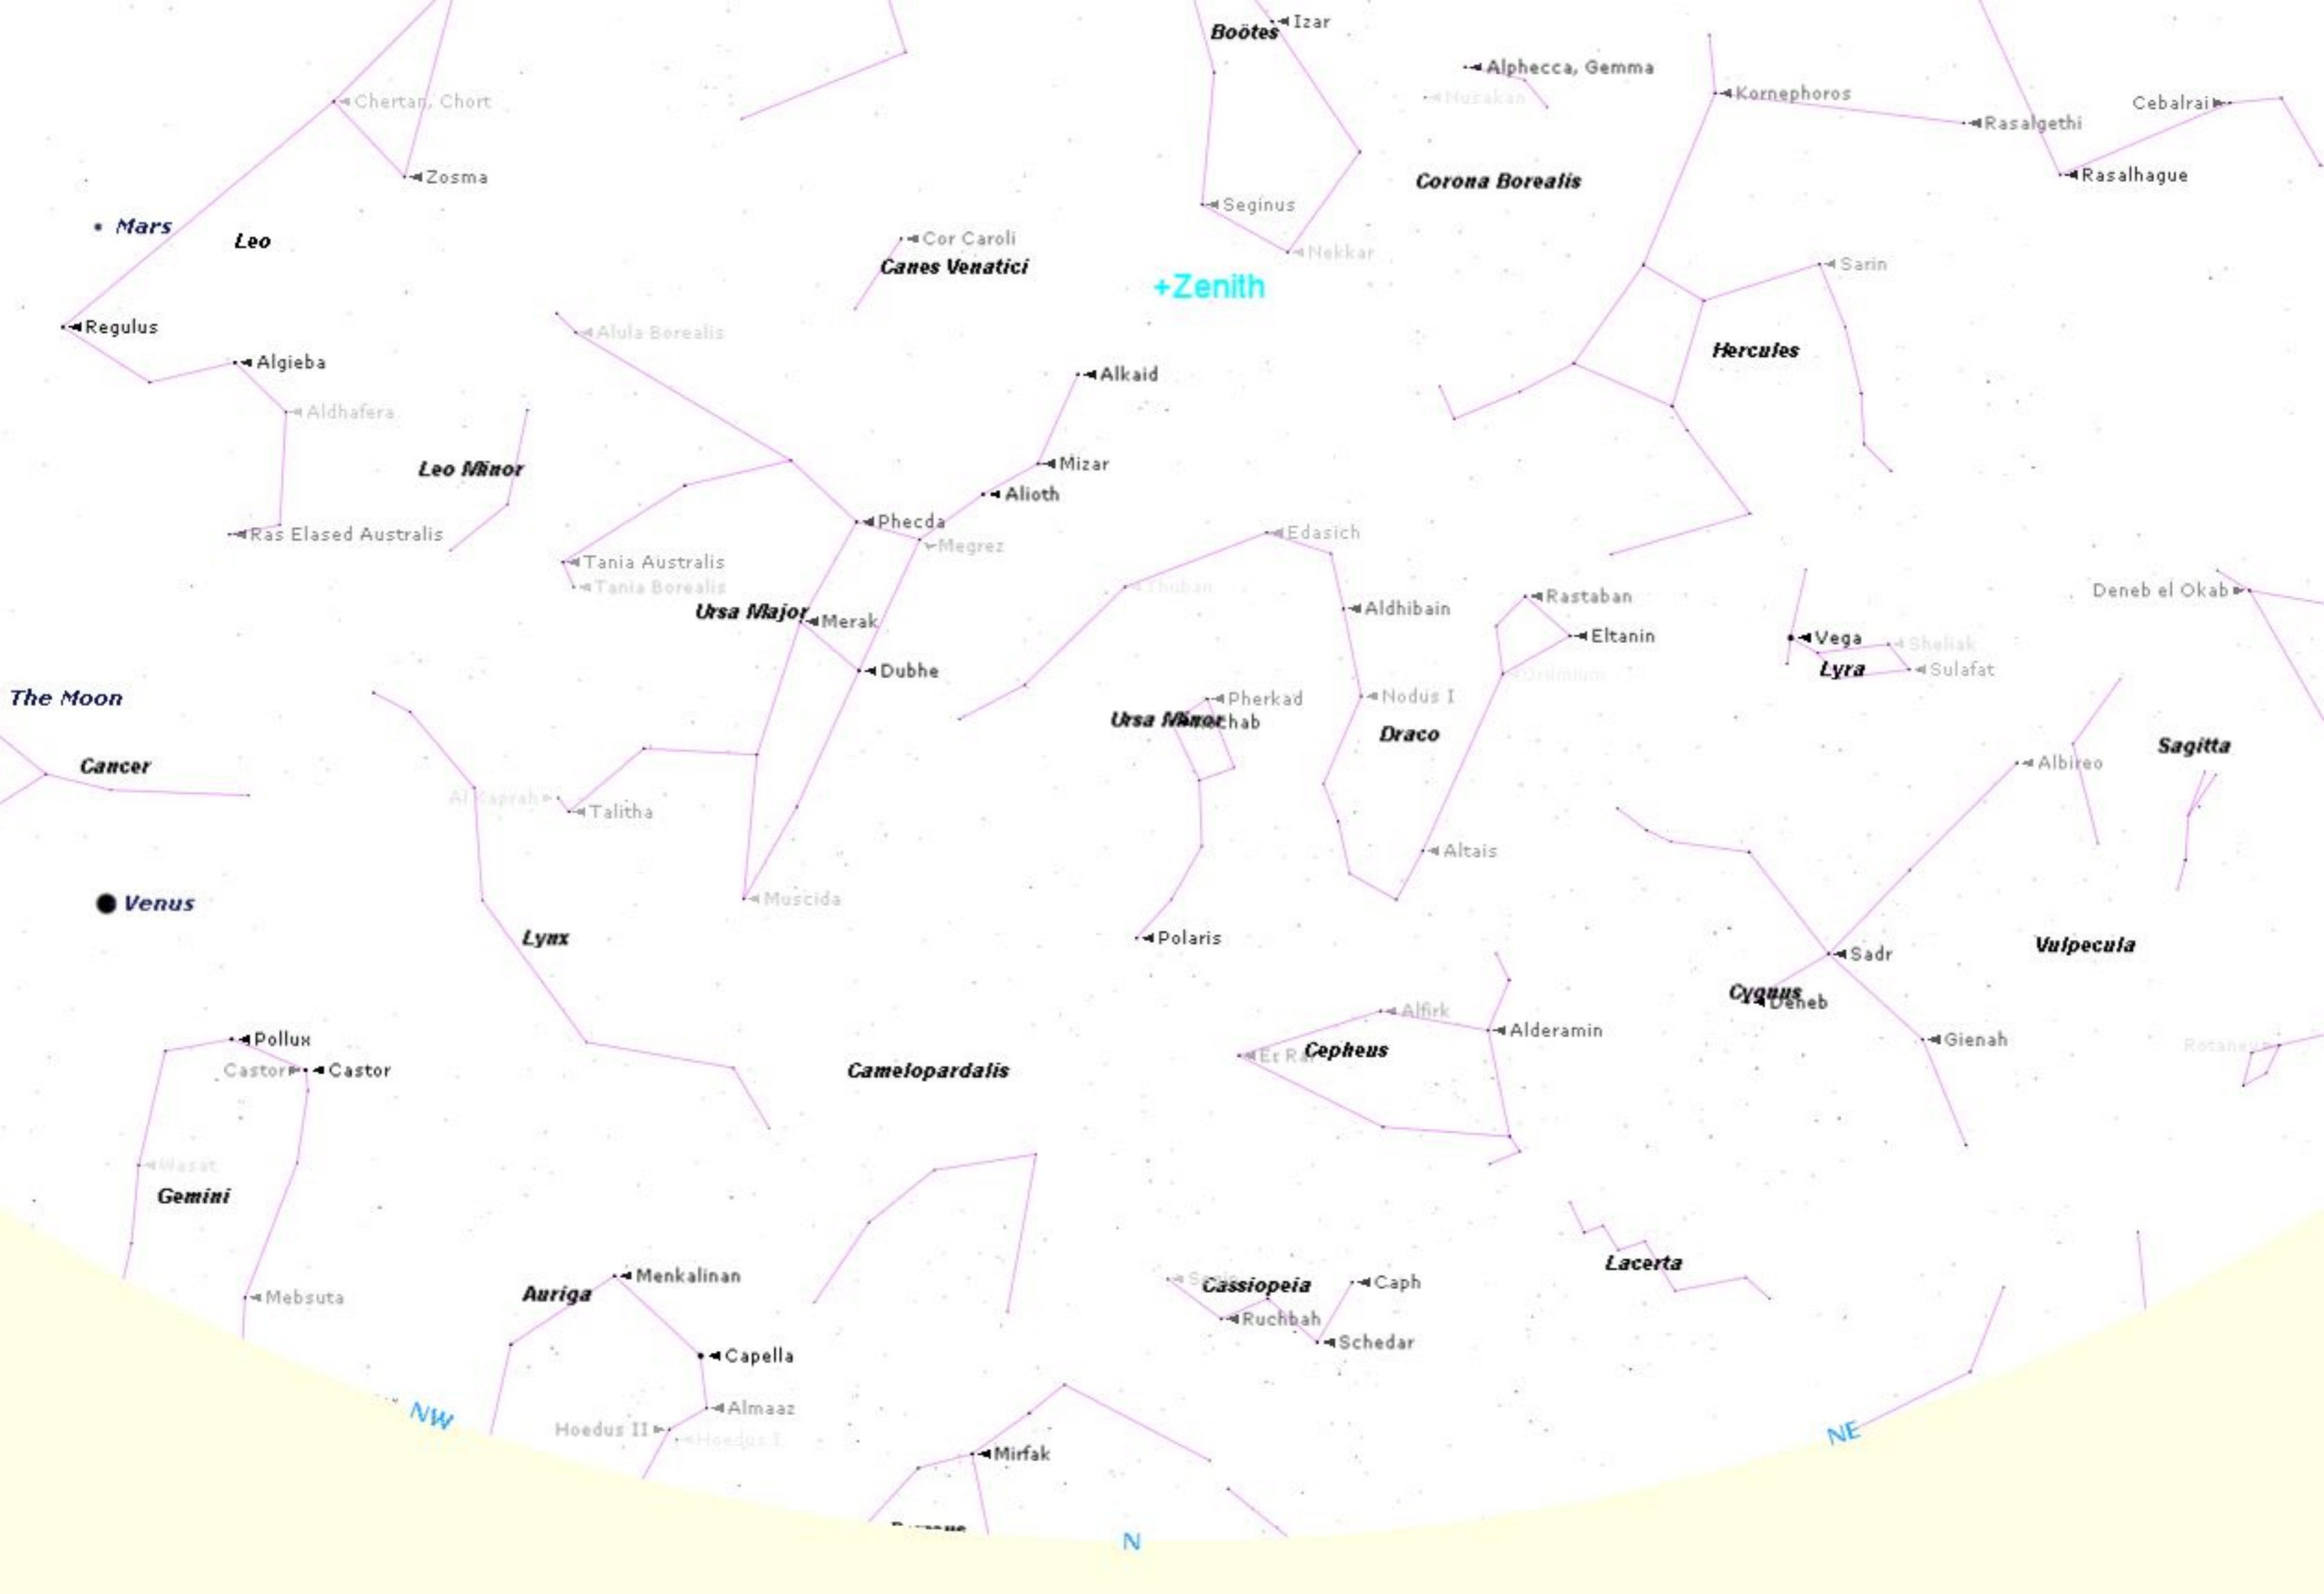 Boötes
Izar
Alphecca, Gemma
Nusakan
Kornephoros
Chertan, Chort
Rasalgethi
Cebalrai
Zosma
Rasalhague
Corona Borealis
Seginus
Mars
Leo
Cor Caroli
Canes Venatici
Nekkar
Sarin
+Zenith
Regulus
Alula Borealis
Hercules
Algieba
Alkaid
Aldhafera
Leo Minor
Mizar
Alioth
Phecda
Ras Elased Australis
Megrez
Edasich
Tania Australis
Tania Borealis
Thuban
Rastaban
Deneb el Okab
Ursa Major
Merak
Aldhibain
Eltanin
Vega
Sheliak
Lyra
Sulafat
Dubhe
Grumium
The Moon
Pherkad
Nodus I
Ursa Minor
Kochab
Draco
Sagitta
Cancer
Albireo
Al Kaprah
Talitha
Altais
Muscida
Venus
Lynx
Polaris
Sadr
Vulpecula
Cygnus
Deneb
Alfirk
Alderamin
Pollux
Er Rai
Cepheus
Gienah
Rotanev
Castor
Castor
Camelopardalis
Wasat
Gemini
Lacerta
Menkalinan
Auriga
Cassiopeia
Caph
Mebsuta
Ruchbah
Schedar
Capella
Almaaz
NW
Hoedus II
Hoedus I
NE
Mirfak
N